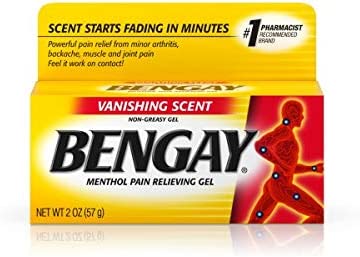 SCENT STARTS FADING IN MINUTES
Powerful pain relief from minor arthritis,
backache, muscle and joint pain
Feel it work on contact!
#1 PHARMACIST
RECOMMENDED
BRAND
VANISHING SCENT
NON-GREASY GEL
BENGAY®
MENTHOL PAIN RELIEVING GEL
NET WT 2 OZ (57 g)